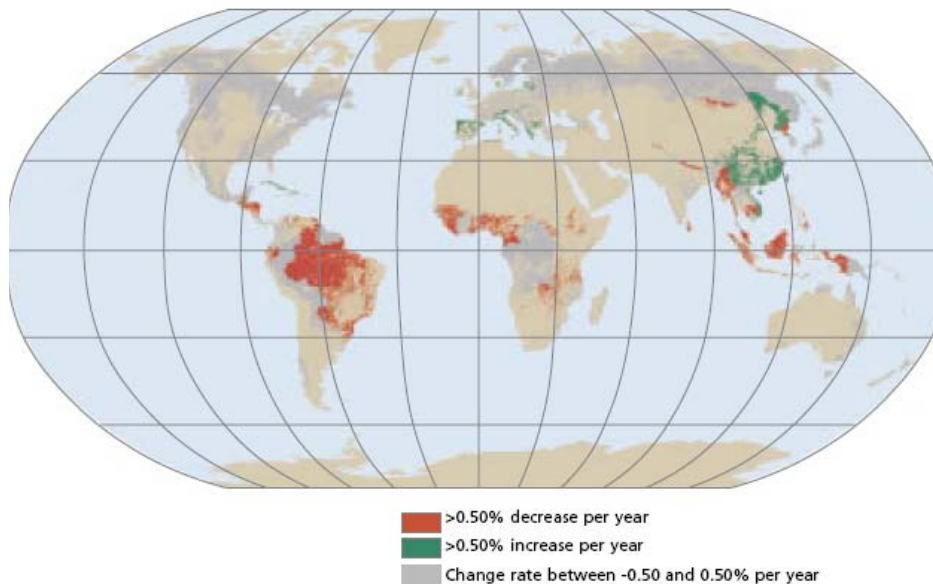 >0.50% decrease per year
>0.50% increase per year
Change rate between -0.50 and 0.50% per year